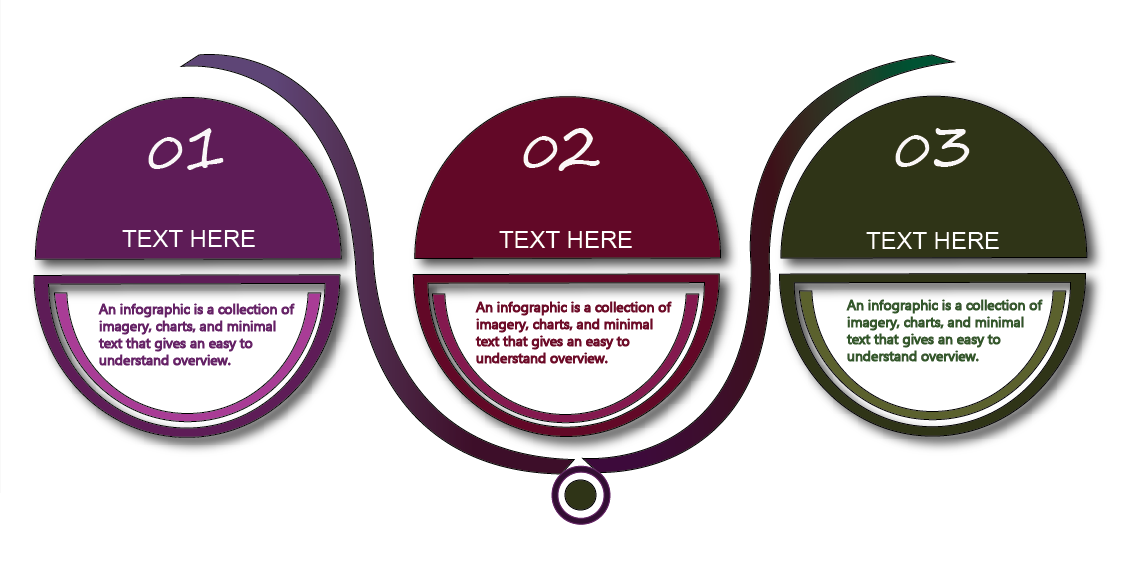 01
TEXT HERE
An infographic is a collection of
imagery, charts, and minimal
text that gives an easy to
understand overview.
02
TEXT HERE
An infographic is a collection of
imagery, charts, and minimal
text that gives an easy to
understand overview.
03
TEXT HERE
An infographic is a collection of
imagery, charts, and minimal
text that gives an easy to
understand overview.